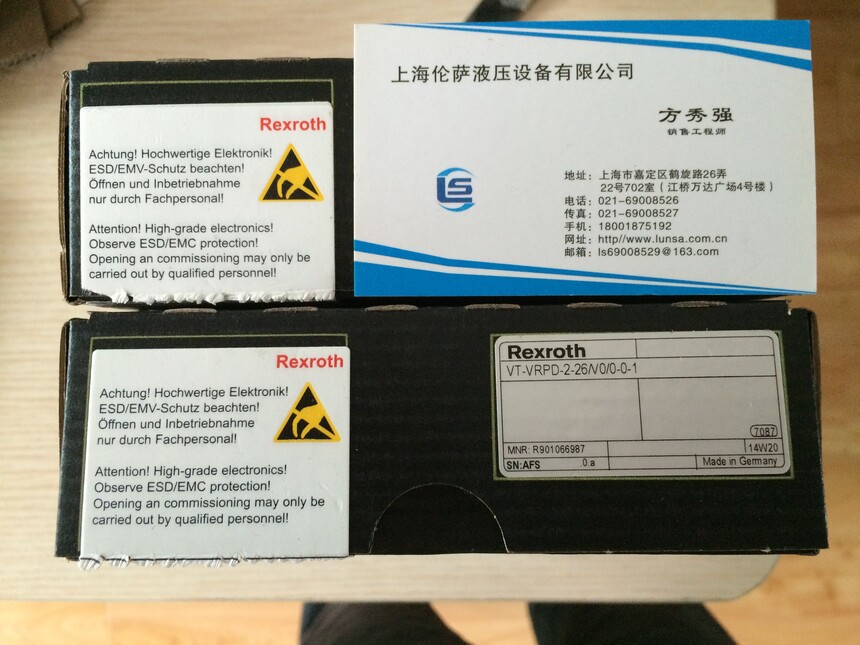 Rexroth
Achtung! Hochwertige Elektronik!
ESD/EMV-Schutz beachten!
Öffnen und Inbetriebnahme
nur durch Fachpersonal!
Attention! High-grade electronics!
Observe ESD/EMC protection!
Opening an commissioning may only be
carried out by qualified personnel!
上海伦萨液压设备有限公司
方秀强
销售工程师
LS
地址：上海市嘉定区鹤旋路26弄
22号702室（江桥万达广场4号楼）
电话：021-69008526
传真：021-69008527
手机：18001875192
网址：http//www.lunsa.com.cn
邮箱：ls69008529@163.com
Rexroth
Achtung! Hochwertige Elektronik!
ESD/EMV-Schutz beachten!
Öffnen und Inbetriebnahme
nur durch Fachpersonal!
Attention! High-grade electronics!
Observe ESD/EMC protection!
Opening an commissioning may only be
carried out by qualified personnel!
Rexroth
VT-VRPD-2-26/V0/0-0-1
7087
MNR: R901066987
14W20
SN:AFS .0.a
Made in Germany